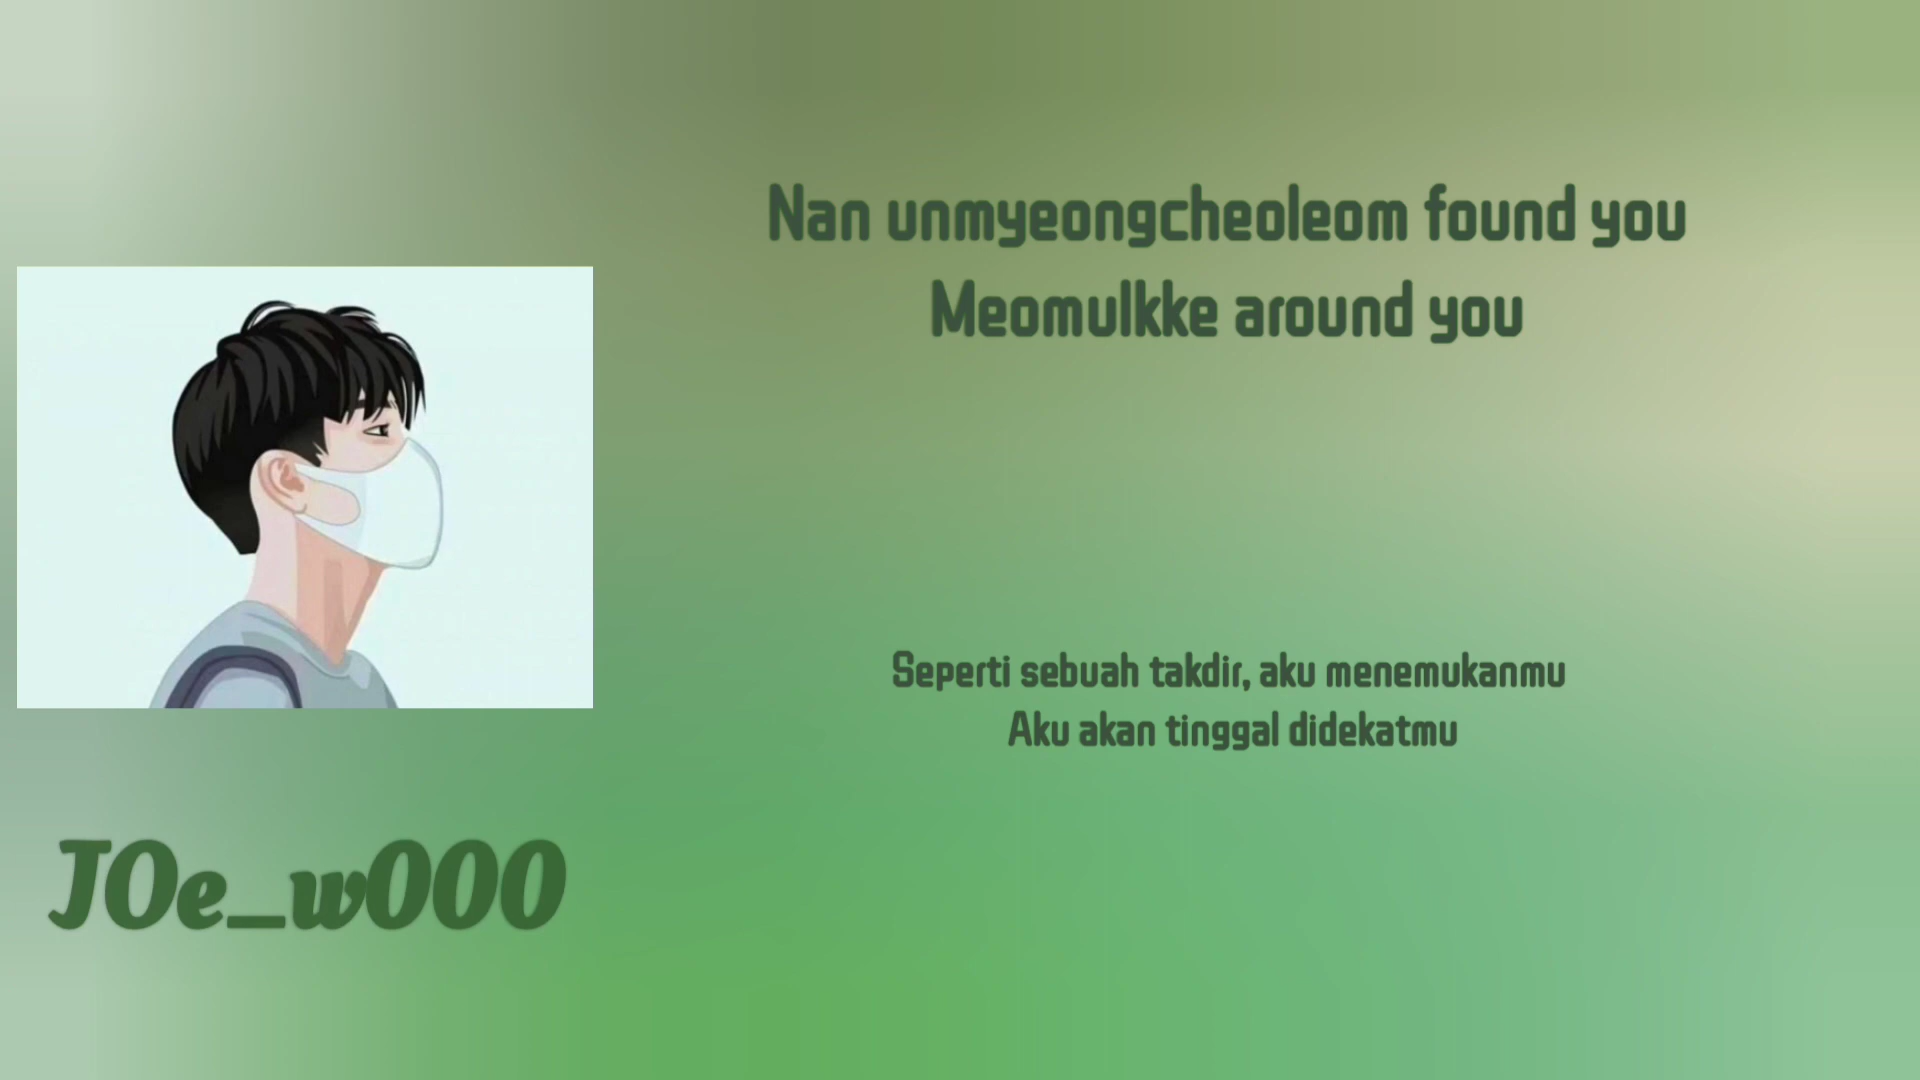 Nan unmyeongcheoleom found you
Meomulkke around you
Seperti sebuah takdir, aku menemukanmu
Aku akan tinggal didekatmu
JOe_w000